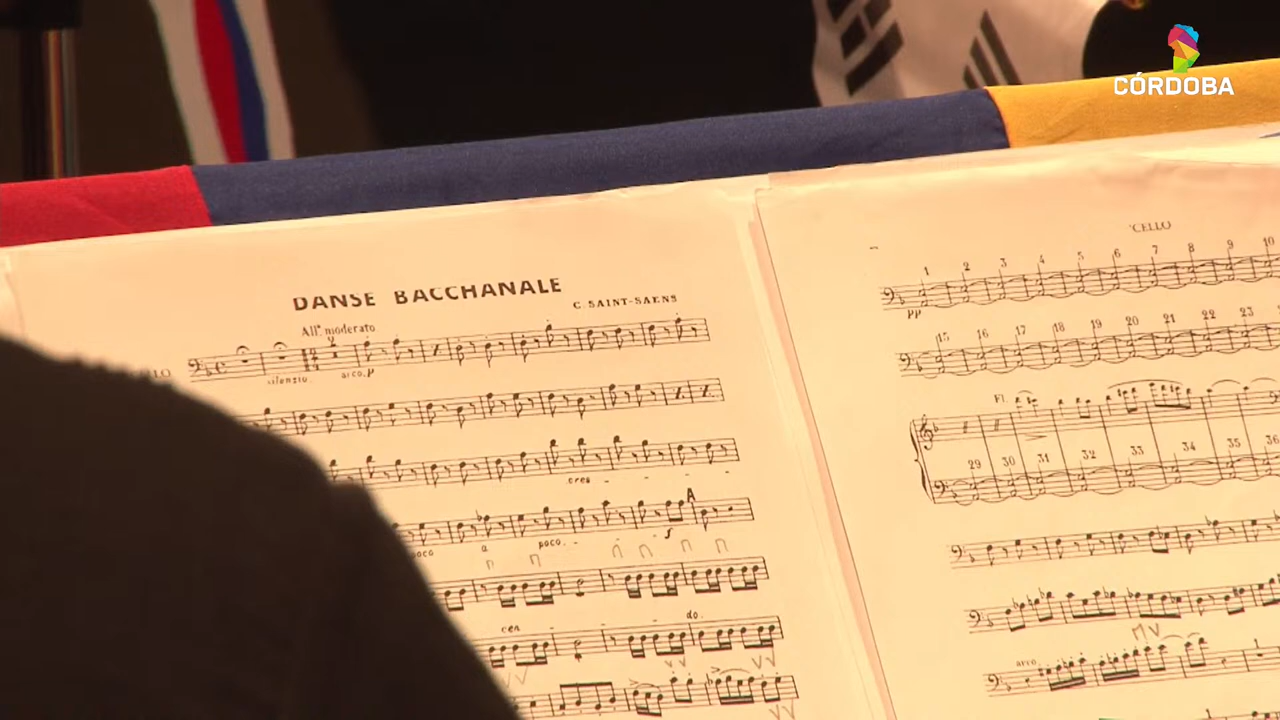 CÓRDOBA
DANSE BACCHANALE
C. SAINT-SAENS
All° moderato
silenzio arco.p
cres - - -
poco a poco. -
A
f
cen - do.
'CELLO
1 2 3 4 5 6 7 8 9 10
pp
15 16 17 18 19 20 21 22 23
Fl.
29 30 31 32 33 34 35 36
arco